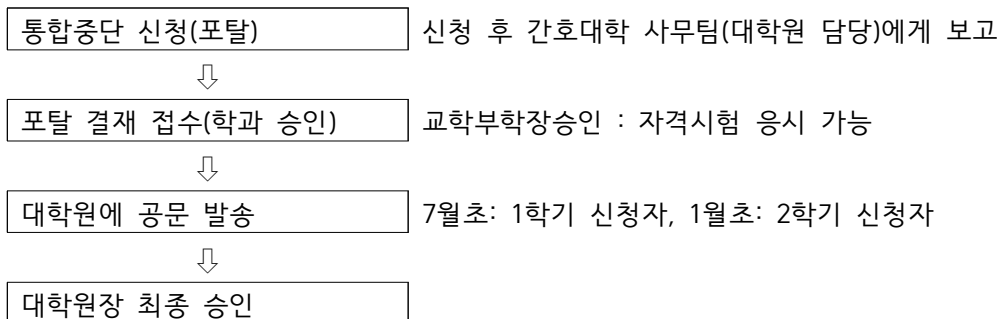 통합중단 신청(포탈) 신청 후 간호대학 사무팀(대학원 담당)에게 보고
⇩
포탈 결재 접수(학과 승인) 교학부학장승인 : 자격시험 응시 가능
⇩
대학원에 공문 발송 7월초: 1학기 신청자, 1월초: 2학기 신청자
⇩
대학원장 최종 승인